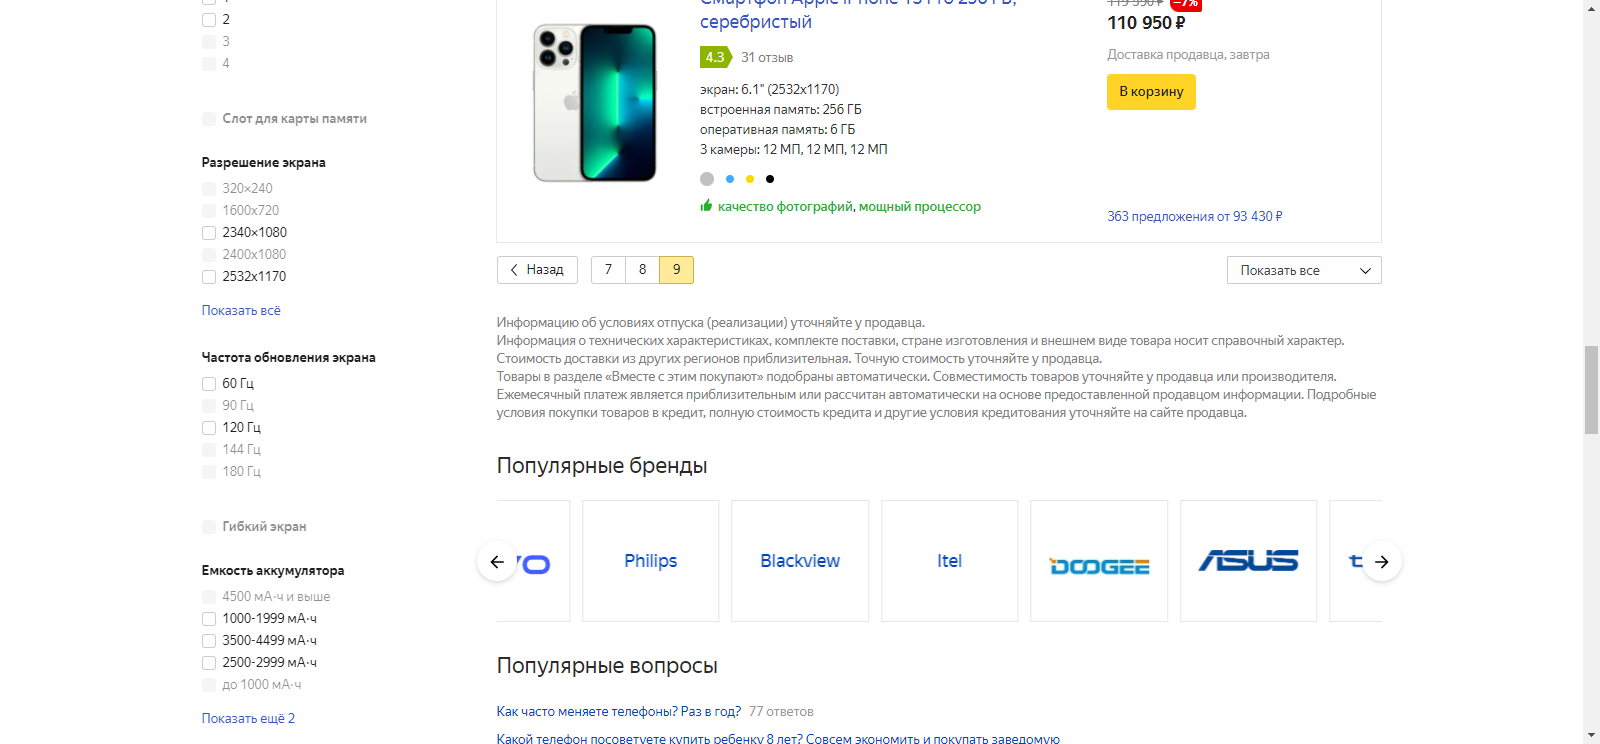 2
3
4
Слот для карты памяти
Разрешение экрана
320×240
1600x720
2340×1080
2400x1080
2532x1170
Показать всё
Частота обновления экрана
60 Гц
90 Гц
120 Гц
144 Гц
180 Гц
Гибкий экран
Емкость аккумулятора
4500 мА·ч и выше
1000-1999 мА·ч
3500-4499 мА·ч
2500-2999 мА·ч
до 1000 мА·ч
Показать ещё 2
Смартфон Apple iPhone 13 Pro 256 ГБ,
серебристый
4.3 31 отзыв
экран: 6.1" (2532x1170)
встроенная память: 256 ГБ
оперативная память: 6 ГБ
3 камеры: 12 МП, 12 МП, 12 МП
качество фотографий, мощный процессор
119 590 ₽ −7%
110 950 ₽
Доставка продавца, завтра
В корзину
363 предложения от 93 430 ₽
Назад 7 8 9
Показать все
Информацию об условиях отпуска (реализации) уточняйте у продавца.
Информация о технических характеристиках, комплекте поставки, стране изготовления и внешнем виде товара носит справочный характер.
Стоимость доставки из других регионов приблизительная. Точную стоимость уточняйте у продавца.
Товары в разделе «Вместе с этим покупают» подобраны автоматически. Совместимость товаров уточняйте у продавца или производителя.
Ежемесячный платеж является приблизительным или рассчитан автоматически на основе предоставленной продавцом информации. Подробные
условия покупки товаров в кредит, полную стоимость кредита и другие условия кредитования уточняйте на сайте продавца.
Популярные бренды
Philips
Blackview
Itel
DOOGEE
ASUS
Популярные вопросы
Как часто меняете телефоны? Раз в год? 77 ответов
Какой телефон посоветуете купить ребенку 8 лет? Совсем экономить и покупать заведомую